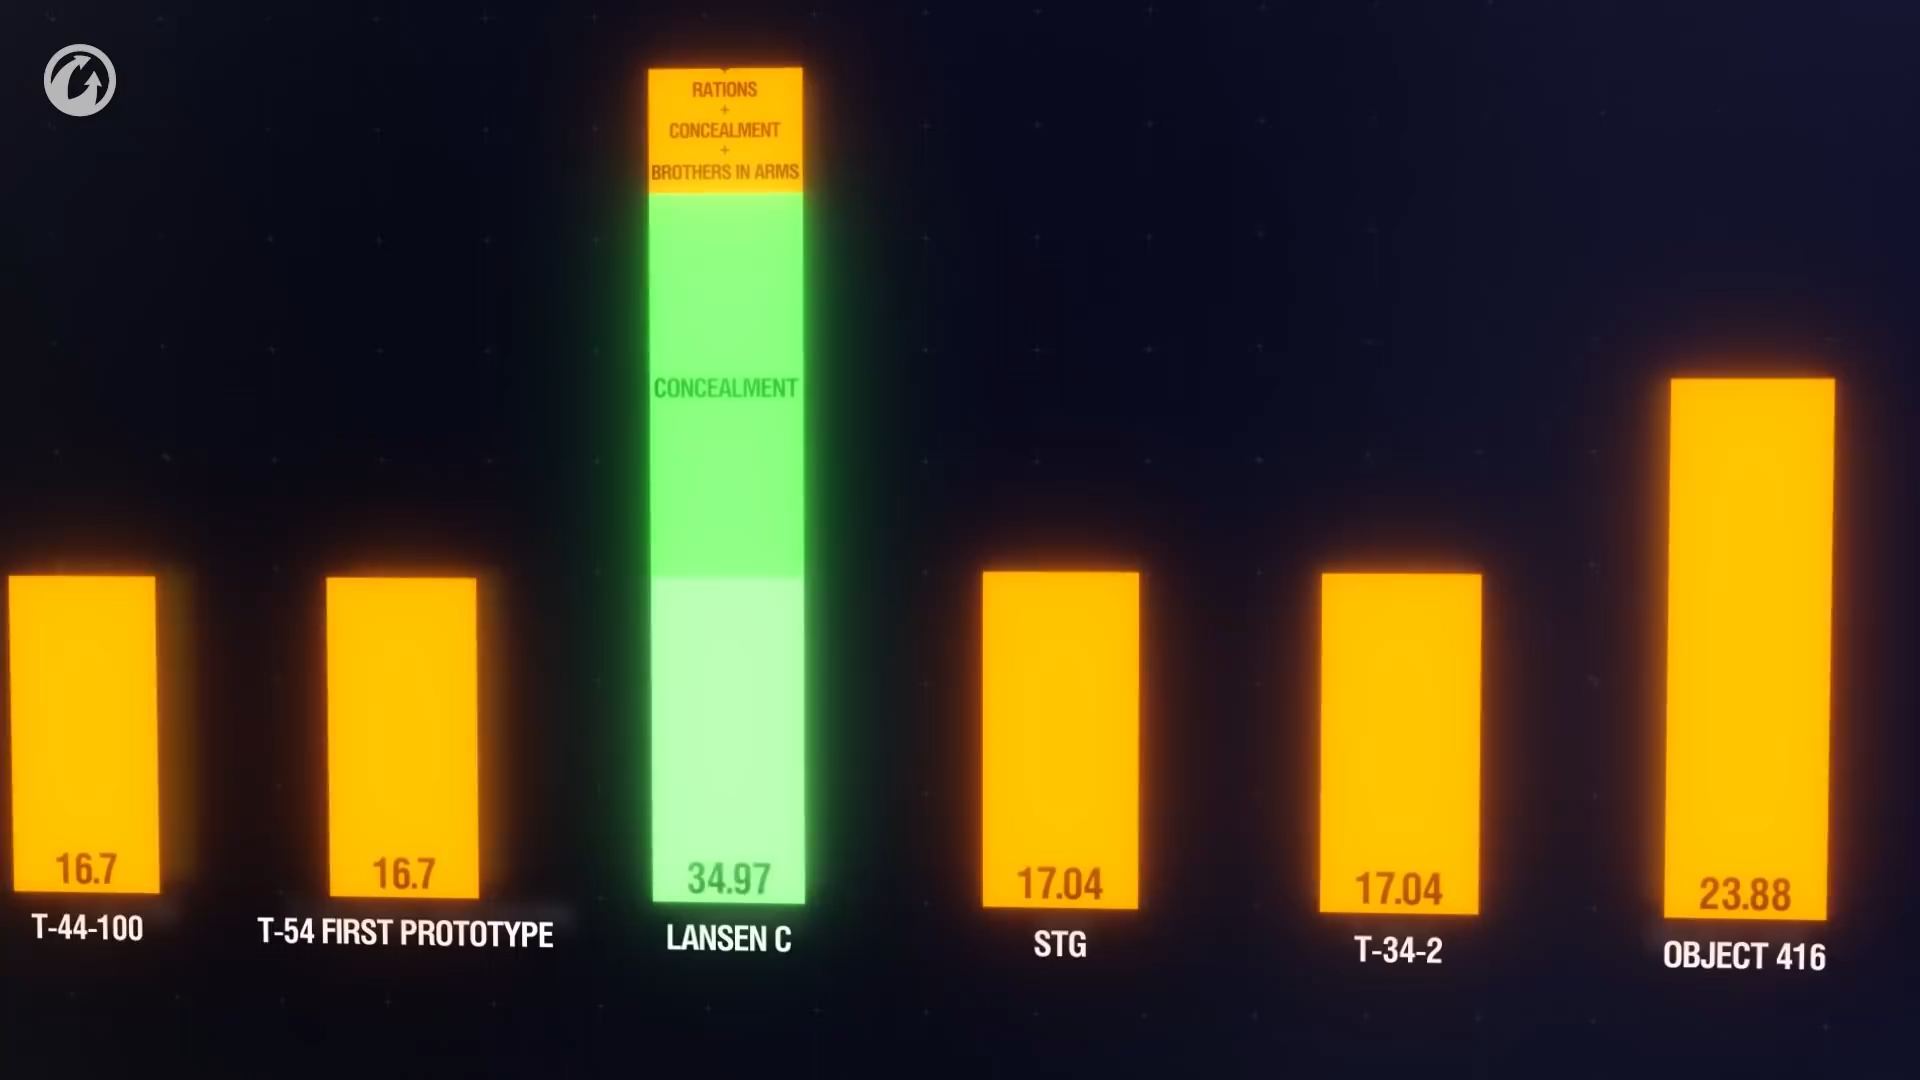 RATIONS
+
CONCEALMENT
+
BROTHERS IN ARMS
CONCEALMENT
16.7
16.7
34.97
17.04
17.04
23.88
T-44-100
T-54 FIRST PROTOTYPE
LANSEN C
STG
T-34-2
OBJECT 416